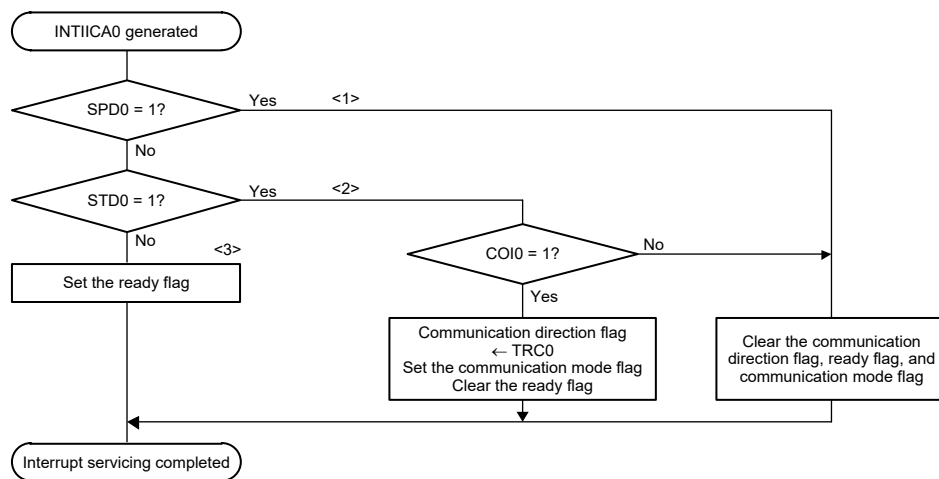 INTIICA0 generated
SPD0 = 1?
Yes
<1>
No
STD0 = 1?
Yes
<2>
No
<3>
COI0 = 1?
No
Set the ready flag
Yes
Communication direction flag
← TRC0
Set the communication mode flag
Clear the ready flag
Clear the communication
direction flag, ready flag, and
communication mode flag
Interrupt servicing completed